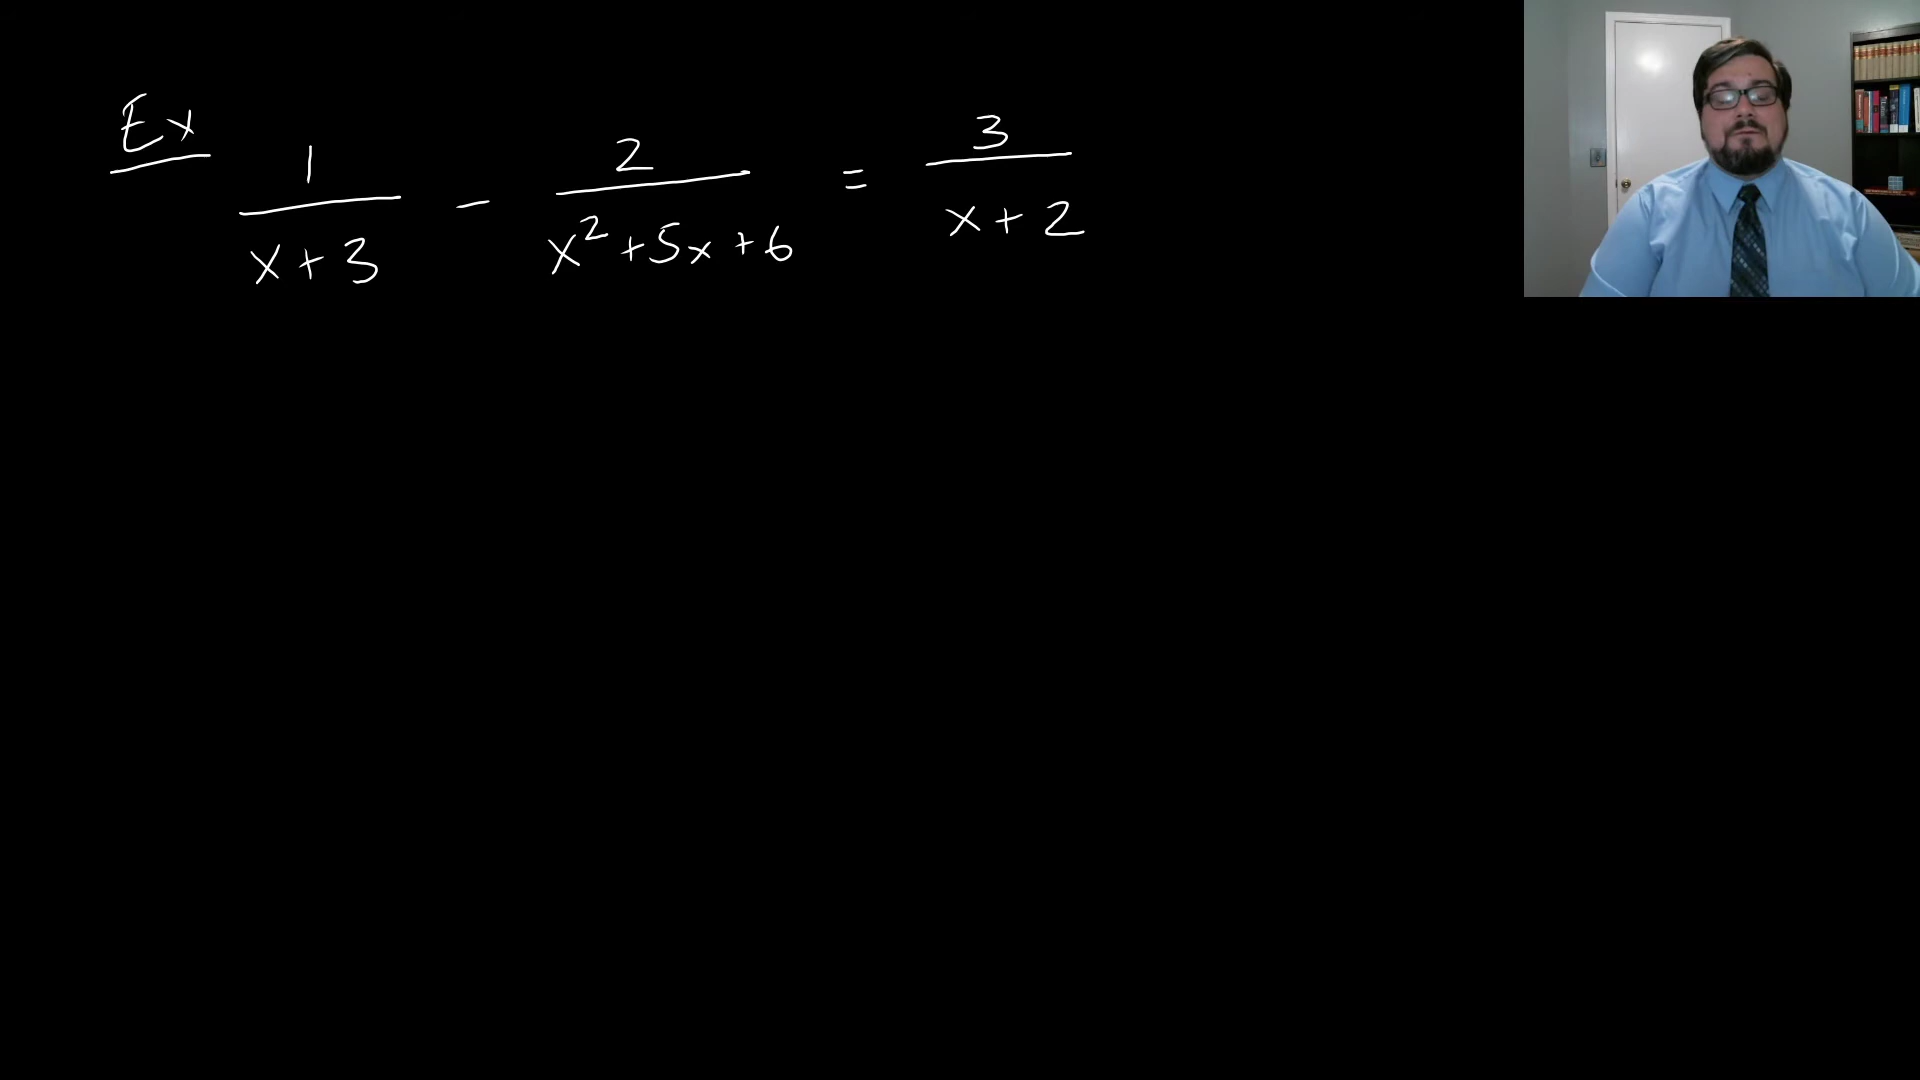 Ex 1/(x+3) - 2/(x²+5x+6) = 3/(x+2)